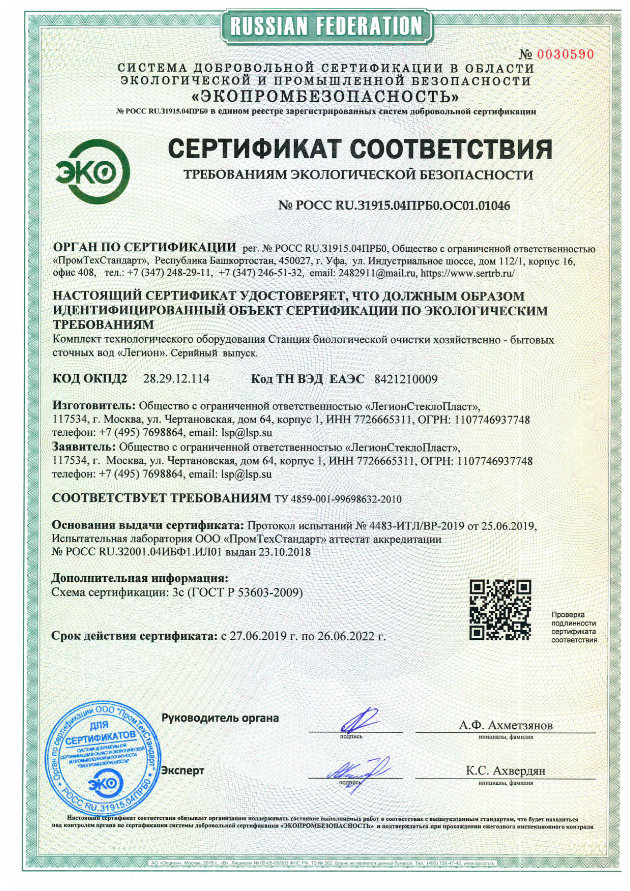 RUSSIAN FEDERATION
№ 0030590
СИСТЕМА ДОБРОВОЛЬНОЙ СЕРТИФИКАЦИИ В ОБЛАСТИ
ЭКОЛОГИЧЕСКОЙ И ПРОМЫШЛЕННОЙ БЕЗОПАСНОСТИ
«ЭКОПРОМБЕЗОПАСНОСТЬ»
№ РОСС RU.31915.04ПРБ0 в едином реестре зарегистрированных систем добровольной сертификации
ЭКО
СЕРТИФИКАТ СООТВЕТСТВИЯ
ТРЕБОВАНИЯМ ЭКОЛОГИЧЕСКОЙ БЕЗОПАСНОСТИ
№ РОСС RU.31915.04ПРБ0.ОС01.01046
ОРГАН ПО СЕРТИФИКАЦИИ рег. № РОСС RU.31915.04ПРБ0, Общество с ограниченной ответственностью
«ПромТехСтандарт», Республика Башкортостан, 450027, г. Уфа, ул. Индустриальное шоссе, дом 112/1, корпус 16,
офис 408, тел.: +7 (347) 248-29-11, +7 (347) 246-51-32, email: 2482911@mail.ru, https://www.sertrb.ru/
НАСТОЯЩИЙ СЕРТИФИКАТ УДОСТОВЕРЯЕТ, ЧТО ДОЛЖНЫМ ОБРАЗОМ
ИДЕНТИФИЦИРОВАННЫЙ ОБЪЕКТ СЕРТИФИКАЦИИ ПО ЭКОЛОГИЧЕСКИМ
ТРЕБОВАНИЯМ
Комплект технологического оборудования Станция биологической очистки хозяйственно - бытовых
сточных вод «Легион». Серийный выпуск.
КОД ОКПД2 28.29.12.114 Код ТН ВЭД ЕАЭС 8421210009
Изготовитель: Общество с ограниченной ответственностью «ЛегионСтеклоПласт»,
117534, г. Москва, ул. Чертановская, дом 64, корпус 1, ИНН 7726665311, ОГРН: 1107746937748
телефон: +7 (495) 7698864, email: lsp@lsp.su
Заявитель: Общество с ограниченной ответственностью «ЛегионСтеклоПласт»,
117534, г. Москва, ул. Чертановская, дом 64, корпус 1, ИНН 7726665311, ОГРН: 1107746937748
телефон: +7 (495) 7698864, email: lsp@lsp.su
СООТВЕТСТВУЕТ ТРЕБОВАНИЯМ ТУ 4859-001-99698632-2010
Основания выдачи сертификата: Протокол испытаний № 4483-ИТЛ/ВР-2019 от 25.06.2019,
Испытательная лаборатория ООО «ПромТехСтандарт» аттестат аккредитации
№ РОСС RU.32001.04ИБФ1.ИЛ01 выдан 23.10.2018
Дополнительная информация:
Схема сертификации: 3с (ГОСТ Р 53603-2009)
Проверка
подлинности
сертификата
соответствия
Срок действия сертификата: с 27.06.2019 г. по 26.06.2022 г.
Орган по сертификации ООО "ПромТехСтандарт"
ДЛЯ
СЕРТИФИКАТОВ
СИСТЕМА ДОБРОВОЛЬНОЙ
СЕРТИФИКАЦИИ В ОБЛАСТИ ЭКОЛОГИЧЕСКОЙ
И ПРОМЫШЛЕННОЙ БЕЗОПАСНОСТИ
"ЭКОПРОМБЕЗОПАСНОСТЬ"
ЭКО
РОСС RU.31915.04ПРБ0
Руководитель органа
подпись
А.Ф. Ахметзянов
инициалы, фамилия
Эксперт
подпись
К.С. Ахвердян
инициалы, фамилия
Настоящий сертификат соответствия обязывает организацию поддерживать состояние выполняемых работ в соответствие с вышеуказанным стандартом, что будет находиться
под контролем органа по сертификации системы добровольной сертификации «ЭКОПРОМБЕЗОПАСНОСТЬ» и подтверждаться при прохождении ежегодного инспекционного контроля